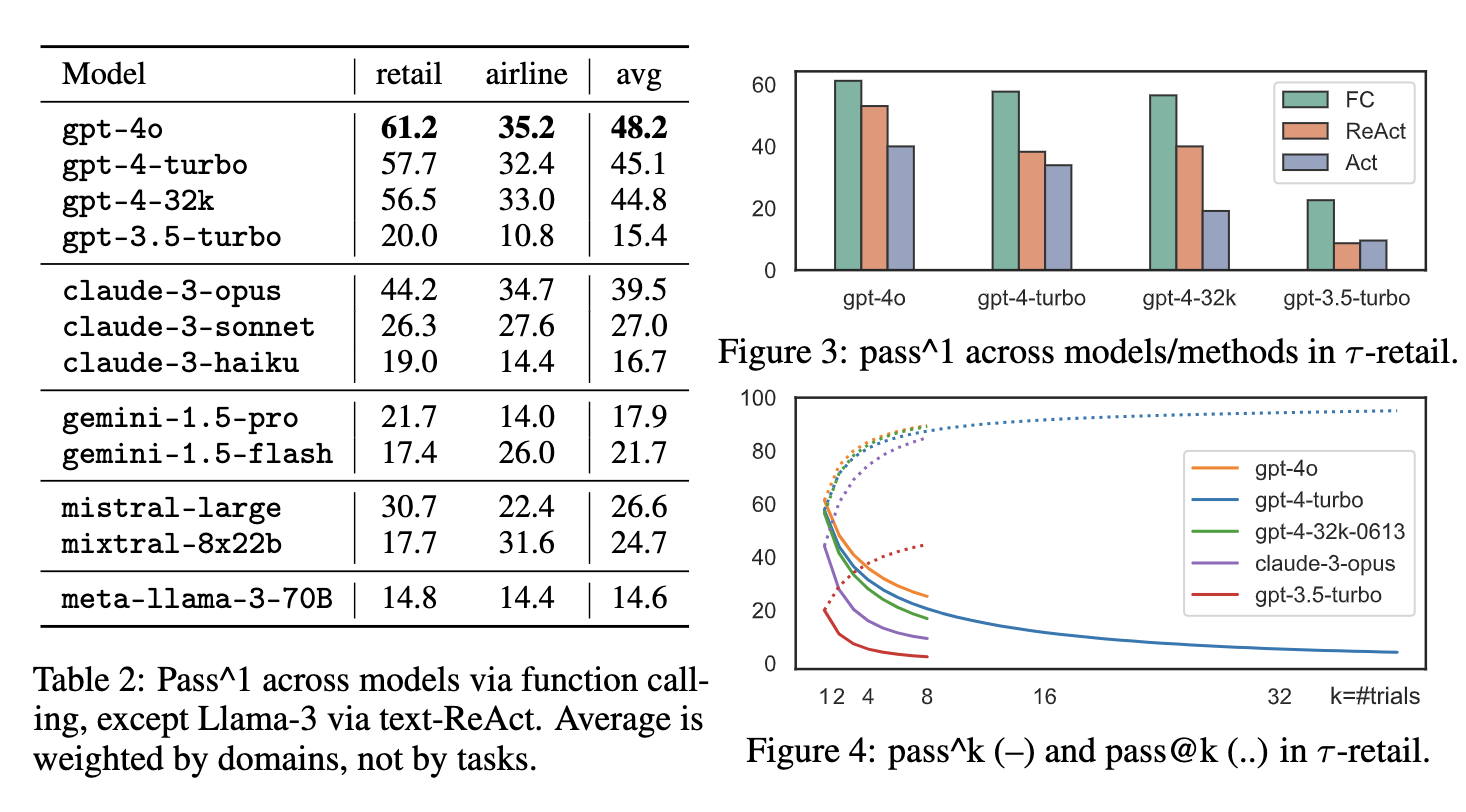 Model retail airline avg
gpt-4o 61.2 35.2 48.2
gpt-4-turbo 57.7 32.4 45.1
gpt-4-32k 56.5 33.0 44.8
gpt-3.5-turbo 20.0 10.8 15.4
claude-3-opus 44.2 34.7 39.5
claude-3-sonnet 26.3 27.6 27.0
claude-3-haiku 19.0 14.4 16.7
gemini-1.5-pro 21.7 14.0 17.9
gemini-1.5-flash 17.4 26.0 21.7
mistral-large 30.7 22.4 26.6
mixtral-8x22b 17.7 31.6 24.7
meta-llama-3-70B 14.8 14.4 14.6
Table 2: Pass^1 across models via function call-
ing, except Llama-3 via text-ReAct. Average is
weighted by domains, not by tasks.
60
40
20
0
FC
ReAct
Act
gpt-4o gpt-4-turbo gpt-4-32k gpt-3.5-turbo
Figure 3: pass^1 across models/methods in τ-retail.
100
80
60
40
20
0
gpt-4o
gpt-4-turbo
gpt-4-32k-0613
claude-3-opus
gpt-3.5-turbo
1 2 4 8 16 32 k=#trials
Figure 4: pass^k (–) and pass@k (..) in τ-retail.